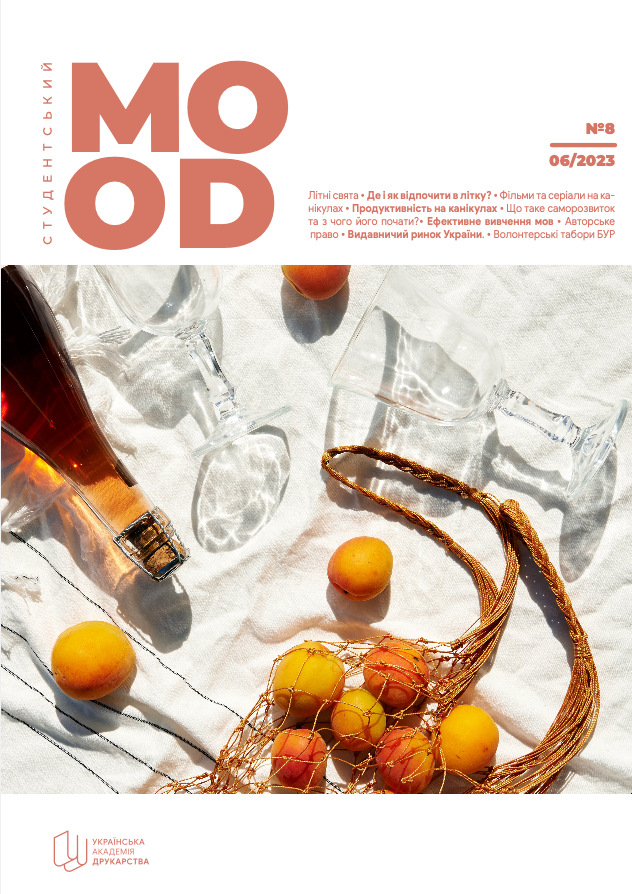 СТУДЕНТСЬКИЙ
MO
OD
№8
06/2023
Літні свята • Де і як відпочити в літку? • Фільми та серіали на ка-
нікулах • Продуктивність на канікулах • Що таке саморозвиток
та з чого його почати? • Ефективне вивчення мов • Авторське
право • Видавничий ринок України. • Волонтерські табори БУР
УКРАЇНСЬКА
АКАДЕМІЯ
ДРУКАРСТВА